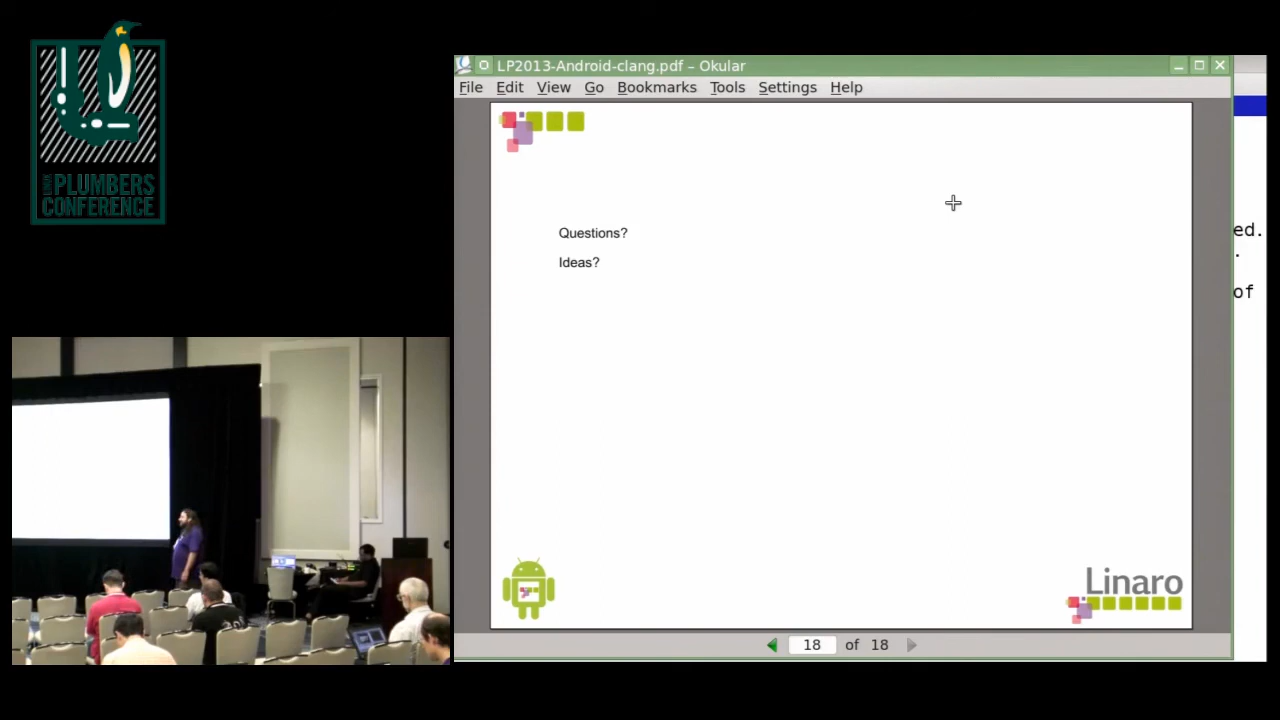 LINUX
PLUMBERS
CONFERENCE
LP2013-Android-clang.pdf – Okular
File Edit View Go Bookmarks Tools Settings Help
Questions?
Ideas?
Linaro
18 of 18
ed.
.
of